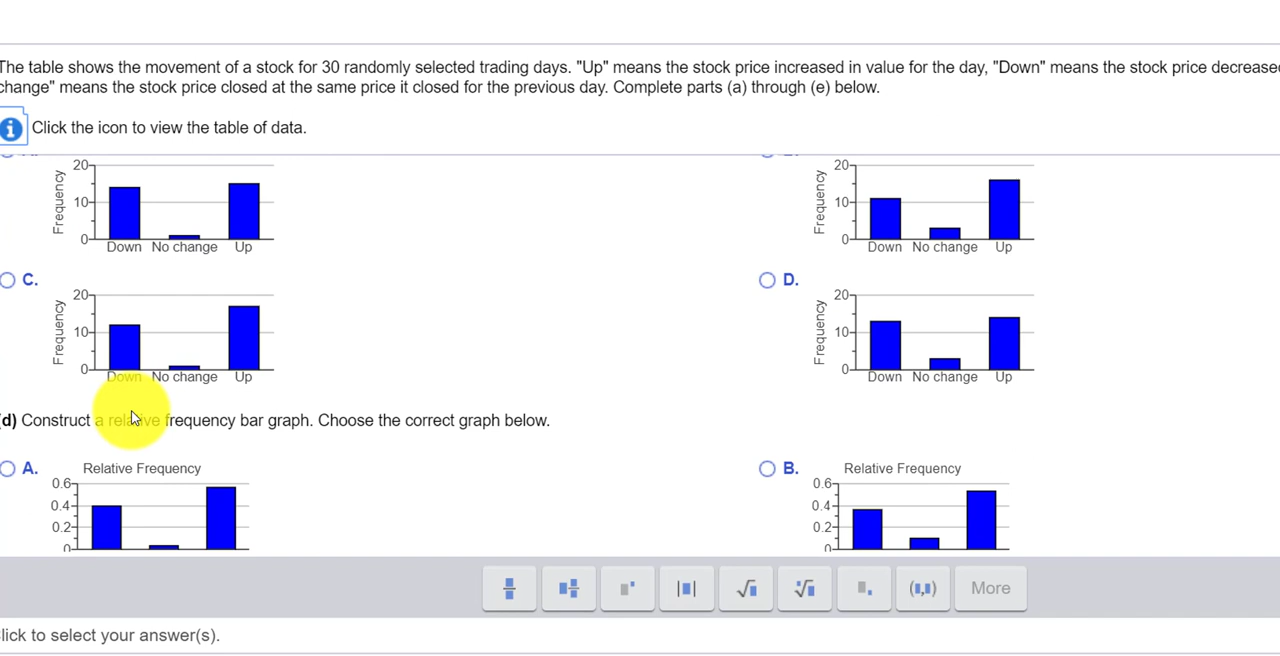 The table shows the movement of a stock for 30 randomly selected trading days. "Up" means the stock price increased in value for the day, "Down" means the stock price decrease
change" means the stock price closed at the same price it closed for the previous day. Complete parts (a) through (e) below.
Click the icon to view the table of data.
20
10
0
Frequency
Down No change Up
20
10
0
Frequency
Down No change Up
C.
20
10
0
Frequency
Down No change Up
D.
20
10
0
Frequency
Down No change Up
(d) Construct a relative frequency bar graph. Choose the correct graph below.
A.
Relative Frequency
0.6
0.4
0.2
0
B.
Relative Frequency
0.6
0.4
0.2
0
More
lick to select your answer(s).